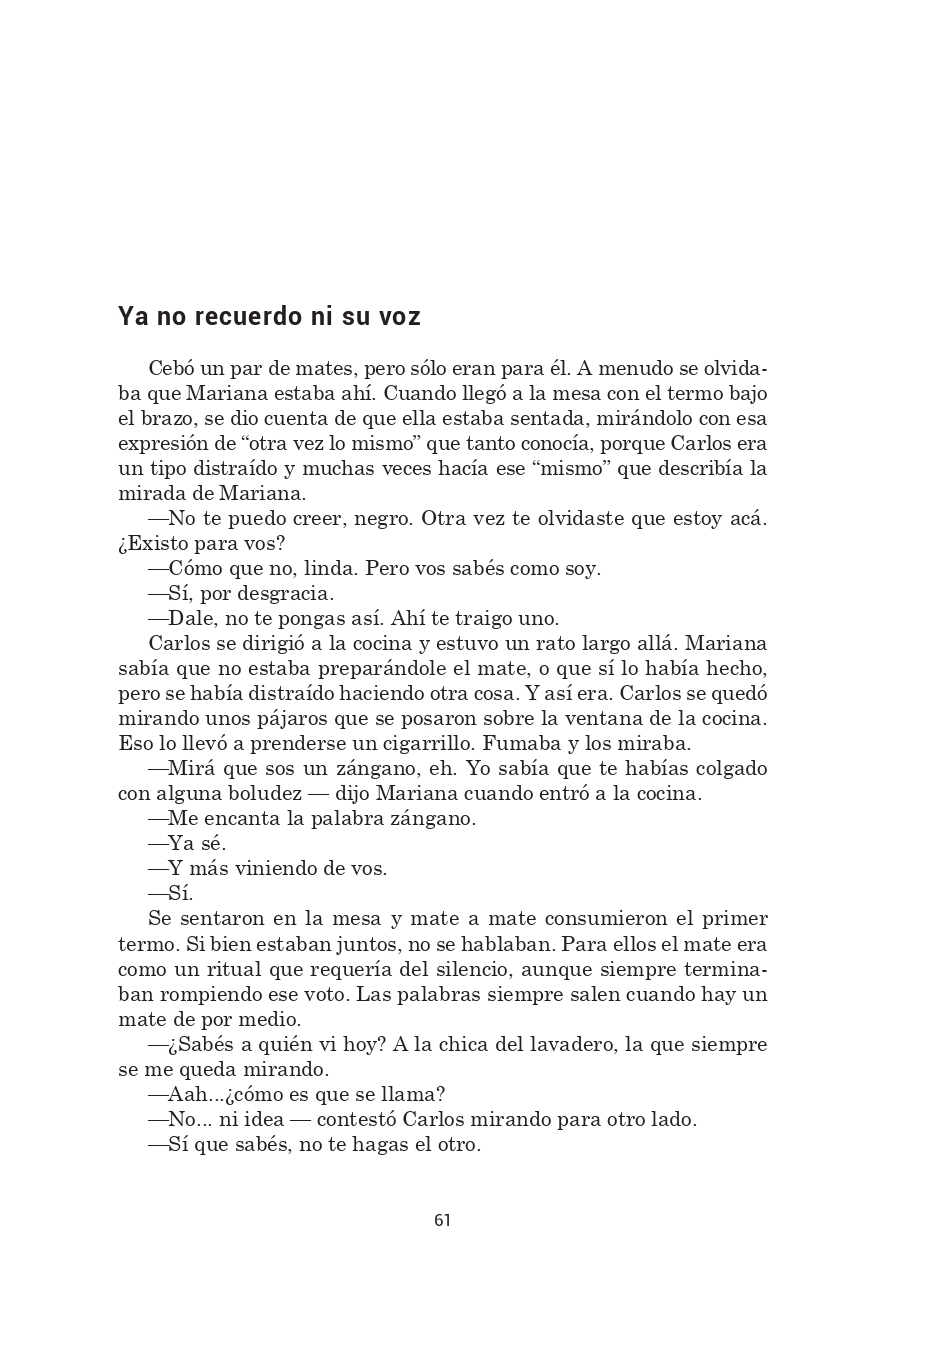 Ya no recuerdo ni su voz
Cebó un par de mates, pero sólo eran para él. A menudo se olvida-
ba que Mariana estaba ahí. Cuando llegó a la mesa con el termo bajo
el brazo, se dio cuenta de que ella estaba sentada, mirándolo con esa
expresión de “otra vez lo mismo” que tanto conocía, porque Carlos era
un tipo distraído y muchas veces hacía ese “mismo” que describía la
mirada de Mariana.
—No te puedo creer, negro. Otra vez te olvidaste que estoy acá.
¿Existo para vos?
—Cómo que no, linda. Pero vos sabés como soy.
—Sí, por desgracia.
—Dale, no te pongas así. Ahí te traigo uno.
Carlos se dirigió a la cocina y estuvo un rato largo allá. Mariana
sabía que no estaba preparándole el mate, o que sí lo había hecho,
pero se había distraído haciendo otra cosa. Y así era. Carlos se quedó
mirando unos pájaros que se posaron sobre la ventana de la cocina.
Eso lo llevó a prenderse un cigarrillo. Fumaba y los miraba.
—Mirá que sos un zángano, eh. Yo sabía que te habías colgado
con alguna boludez — dijo Mariana cuando entró a la cocina.
—Me encanta la palabra zángano.
—Ya sé.
—Y más viniendo de vos.
—Sí.
Se sentaron en la mesa y mate a mate consumieron el primer
termo. Si bien estaban juntos, no se hablaban. Para ellos el mate era
como un ritual que requería del silencio, aunque siempre termina-
ban rompiendo ese voto. Las palabras siempre salen cuando hay un
mate de por medio.
—¿Sabés a quién vi hoy? A la chica del lavadero, la que siempre
se me queda mirando.
—Aah...¿cómo es que se llama?
—No... ni idea — contestó Carlos mirando para otro lado.
—Sí que sabés, no te hagas el otro.
61